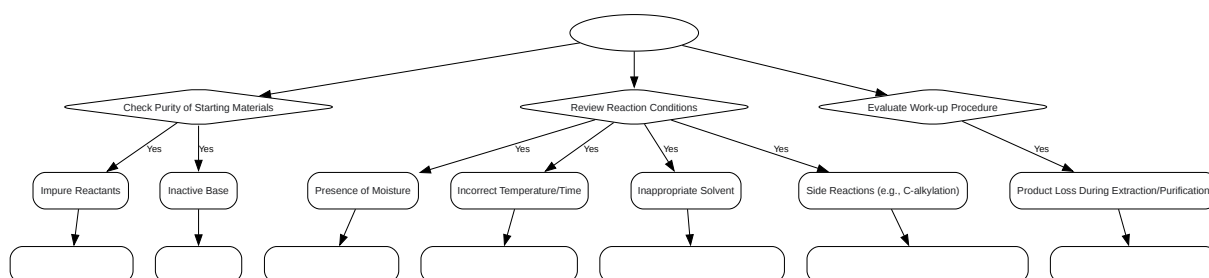 Check Purity of Starting Materials
Review Reaction Conditions
Evaluate Work-up Procedure
Yes
Yes
Yes
Yes
Yes
Yes
Yes
Impure Reactants
Inactive Base
Presence of Moisture
Incorrect Temperature/Time
Inappropriate Solvent
Side Reactions (e.g., C-alkylation)
Product Loss During Extraction/Purification